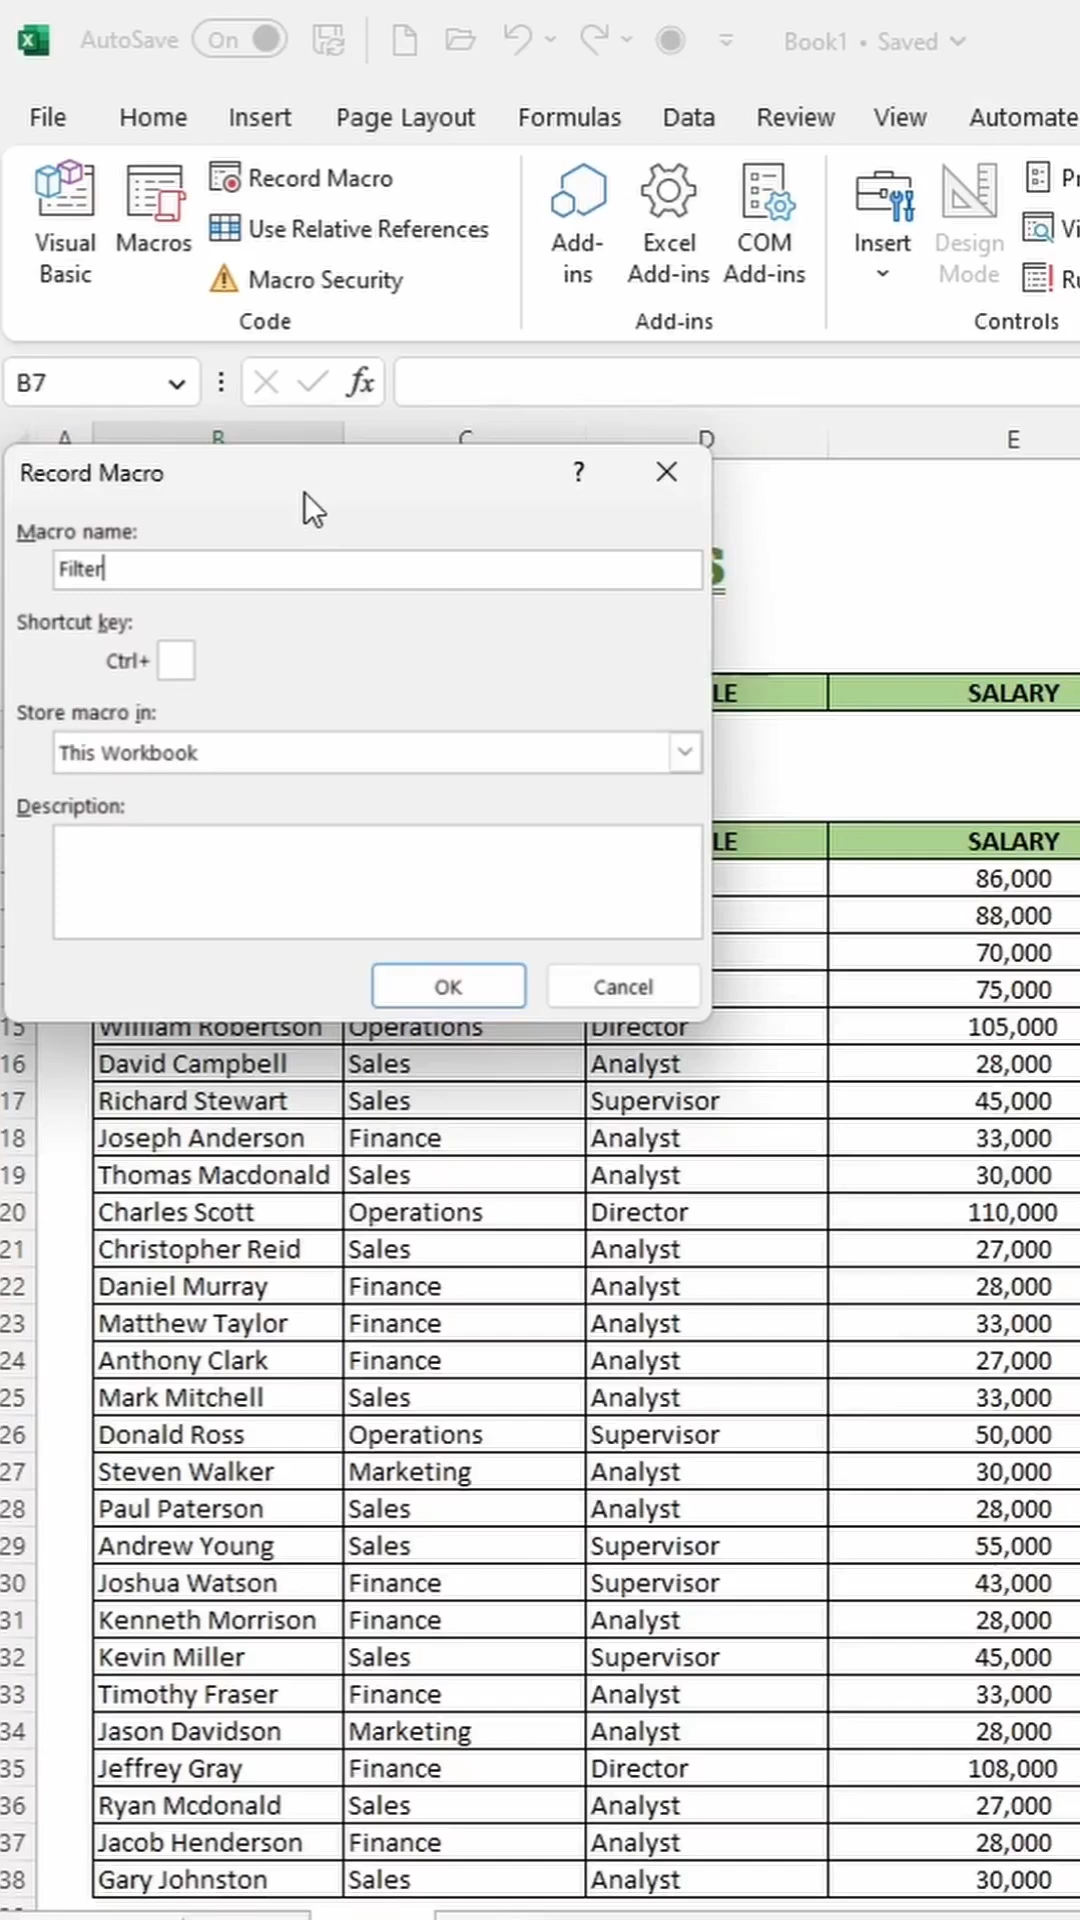 AutoSave On Book1 • Saved
File Home Insert Page Layout Formulas Data Review View Automate
Visual Basic
Macros
Record Macro
Use Relative References
Macro Security
Code
Add-ins
Excel Add-ins
COM Add-ins
Add-ins
Insert
Design Mode
Controls
B7 fx
D E
Record Macro ?
Macro name:
Filter
Shortcut key:
Ctrl+
Store macro in:
This Workbook
Description:
OK Cancel
SALARY
SALARY
86,000
88,000
70,000
75,000
15 William Robertson Operations Director 105,000
16 David Campbell Sales Analyst 28,000
17 Richard Stewart Sales Supervisor 45,000
18 Joseph Anderson Finance Analyst 33,000
19 Thomas Macdonald Sales Analyst 30,000
20 Charles Scott Operations Director 110,000
21 Christopher Reid Sales Analyst 27,000
22 Daniel Murray Finance Analyst 28,000
23 Matthew Taylor Finance Analyst 33,000
24 Anthony Clark Finance Analyst 27,000
25 Mark Mitchell Sales Analyst 33,000
26 Donald Ross Operations Supervisor 50,000
27 Steven Walker Marketing Analyst 30,000
28 Paul Paterson Sales Analyst 28,000
29 Andrew Young Sales Supervisor 55,000
30 Joshua Watson Finance Supervisor 43,000
31 Kenneth Morrison Finance Analyst 28,000
32 Kevin Miller Sales Supervisor 45,000
33 Timothy Fraser Finance Analyst 33,000
34 Jason Davidson Marketing Analyst 28,000
35 Jeffrey Gray Finance Director 108,000
36 Ryan Mcdonald Sales Analyst 27,000
37 Jacob Henderson Finance Analyst 28,000
38 Gary Johnston Sales Analyst 30,000